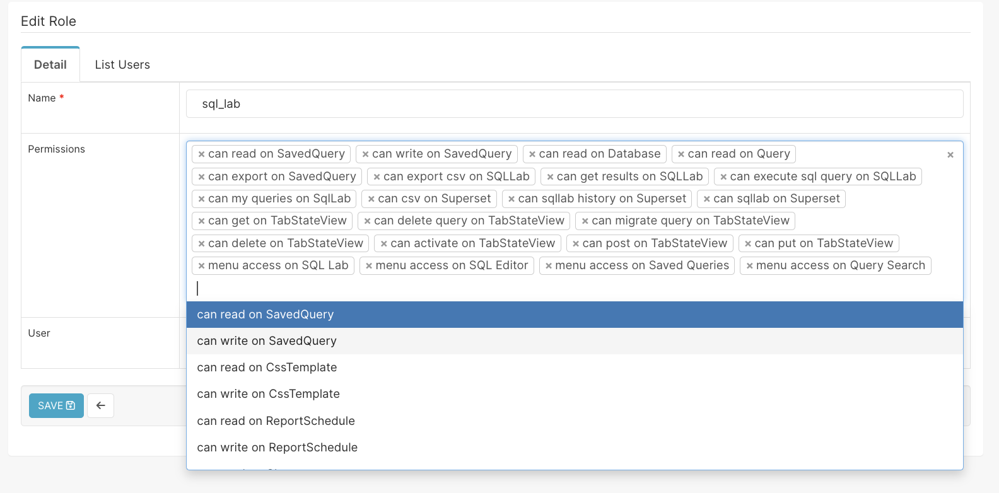 Edit Role
Detail List Users
Name *
sql_lab
Permissions
× can read on SavedQuery × can write on SavedQuery × can read on Database × can read on Query ×
× can export on SavedQuery × can export csv on SQLLab × can get results on SQLLab × can execute sql query on SQLLab
× can my queries on SqlLab × can csv on Superset × can sqllab history on Superset × can sqllab on Superset
× can get on TabStateView × can delete query on TabStateView × can migrate query on TabStateView
× can delete on TabStateView × can activate on TabStateView × can post on TabStateView × can put on TabStateView
× menu access on SQL Lab × menu access on SQL Editor × menu access on Saved Queries × menu access on Query Search
can read on SavedQuery
can write on SavedQuery
can read on CssTemplate
can write on CssTemplate
can read on ReportSchedule
can write on ReportSchedule
User
SAVE